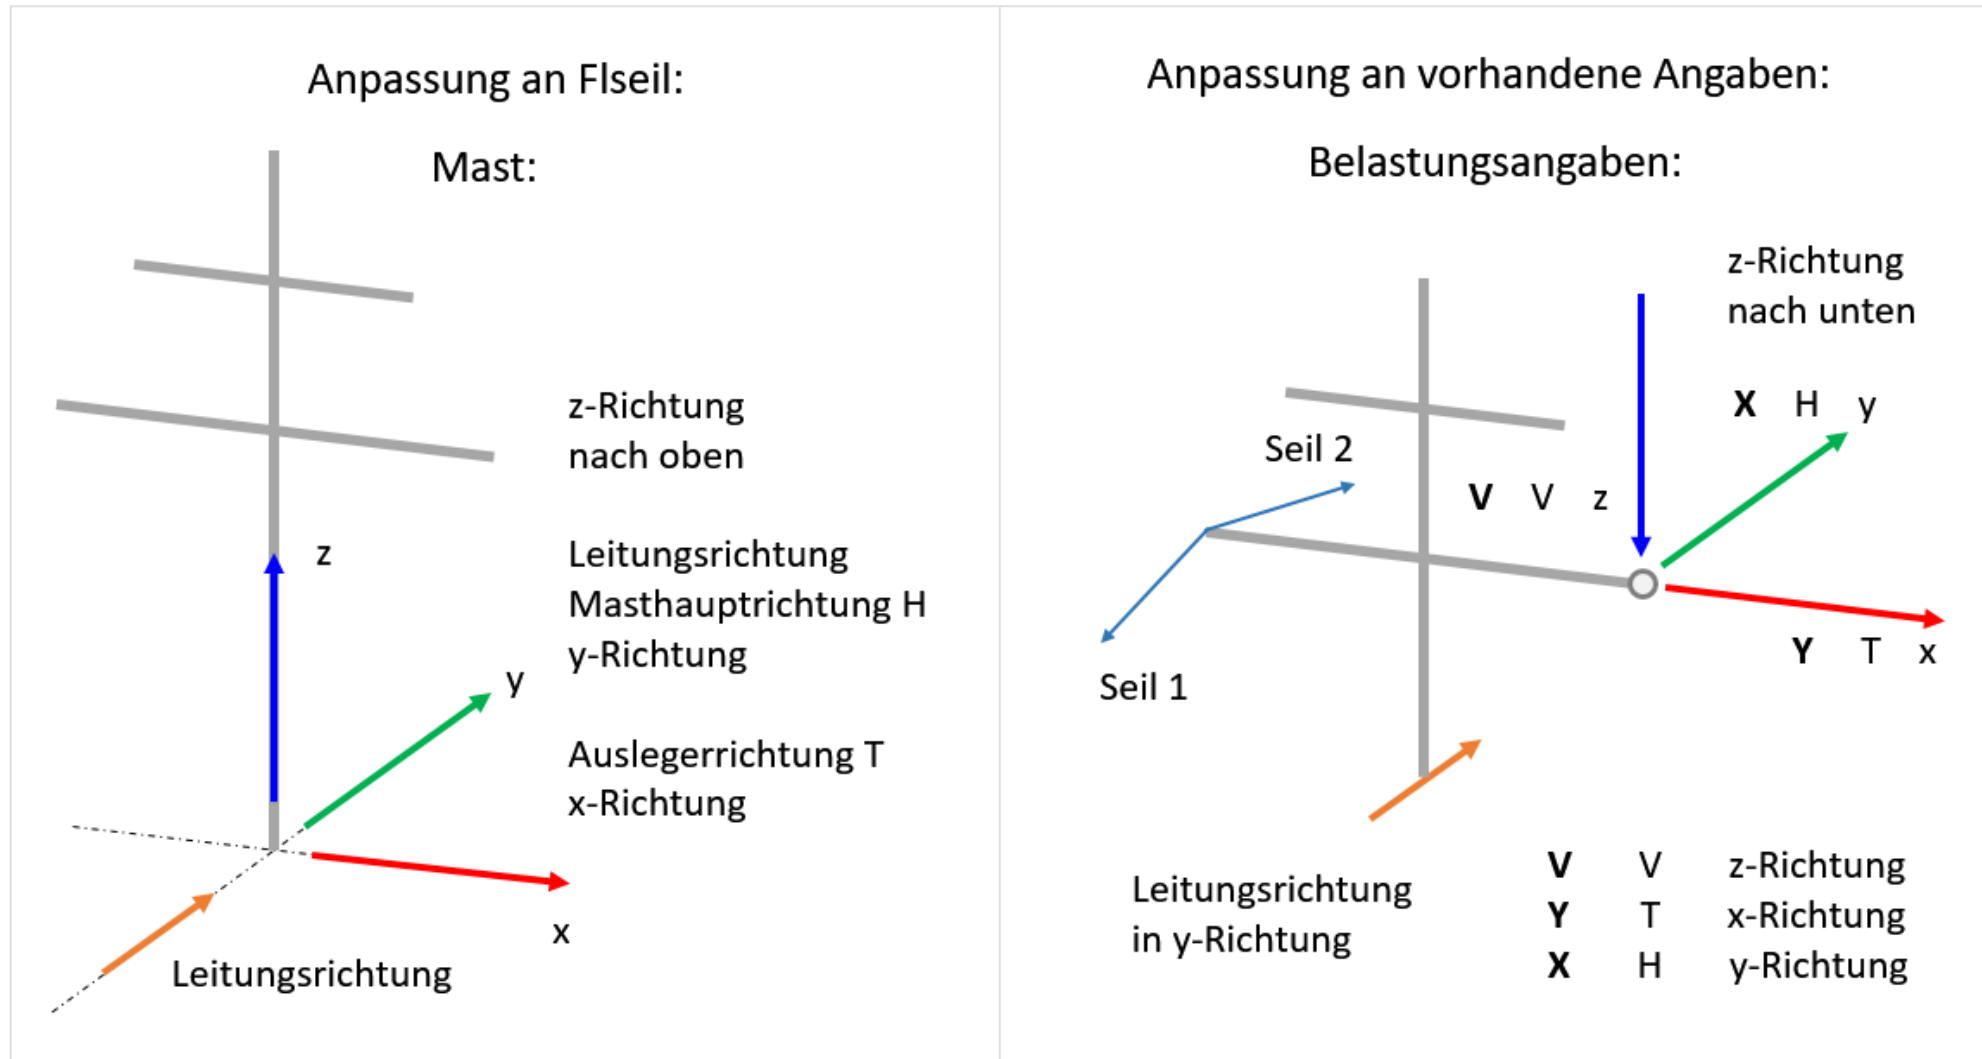 Anpassung an Flseil:
Mast:
z-Richtung
nach oben
z
Leitungsrichtung
Masthauptrichtung H
y-Richtung
y
Auslegerrichtung T
x-Richtung
x
Leitungsrichtung
Anpassung an vorhandene Angaben:
Belastungsangaben:
z-Richtung
nach unten
X H y
Seil 2
V V z
Y T x
Seil 1
Leitungsrichtung
in y-Richtung
V V z-Richtung
Y T x-Richtung
X H y-Richtung